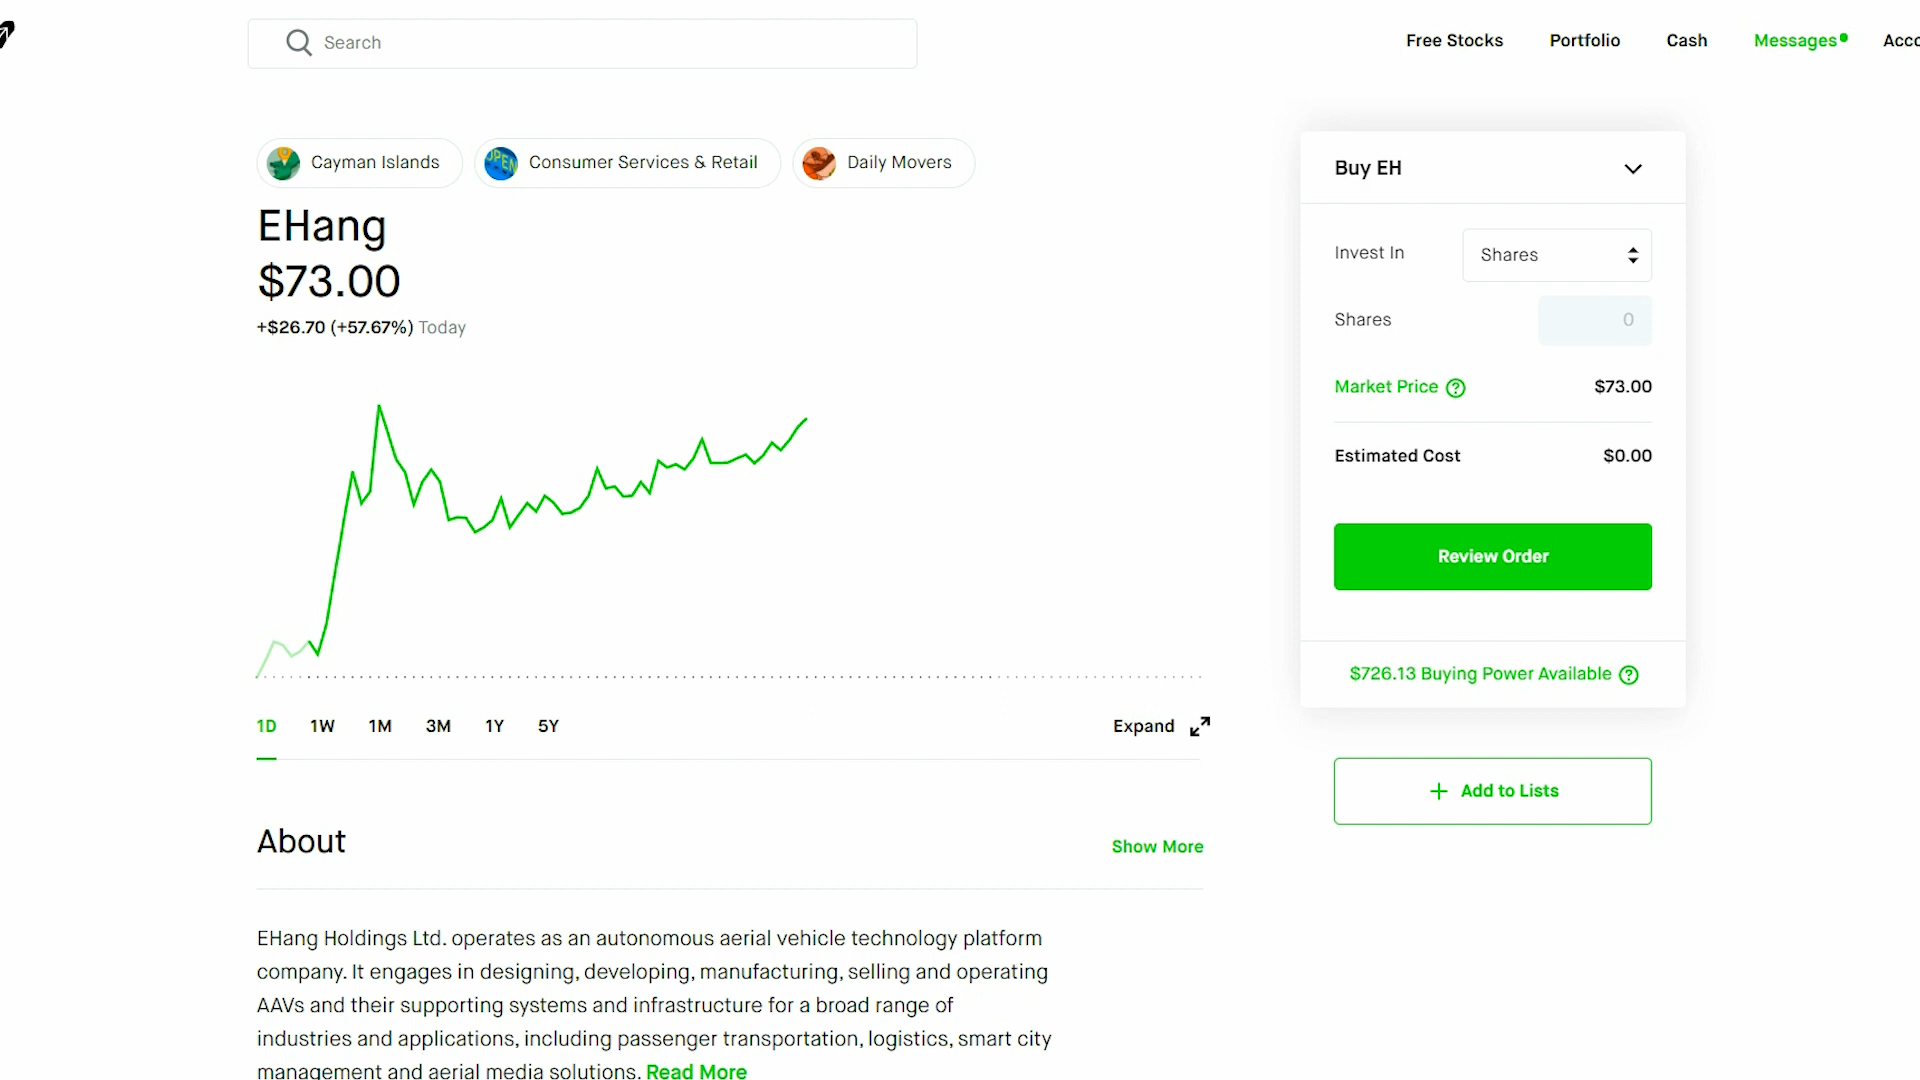 Search
Free Stocks
Portfolio
Cash
Messages
Acco
Cayman Islands
OPEN
Consumer Services & Retail
Daily Movers
EHang
$73.00
+$26.70 (+57.67%) Today
1D
1W
1M
3M
1Y
5Y
Expand
About
Show More
EHang Holdings Ltd. operates as an autonomous aerial vehicle technology platform
company. It engages in designing, developing, manufacturing, selling and operating
AAVs and their supporting systems and infrastructure for a broad range of
industries and applications, including passenger transportation, logistics, smart city
management and aerial media solutions. Read More
Buy EH
Invest In
Shares
Shares
0
Market Price ?
$73.00
Estimated Cost
$0.00
Review Order
$726.13 Buying Power Available ?
+ Add to Lists